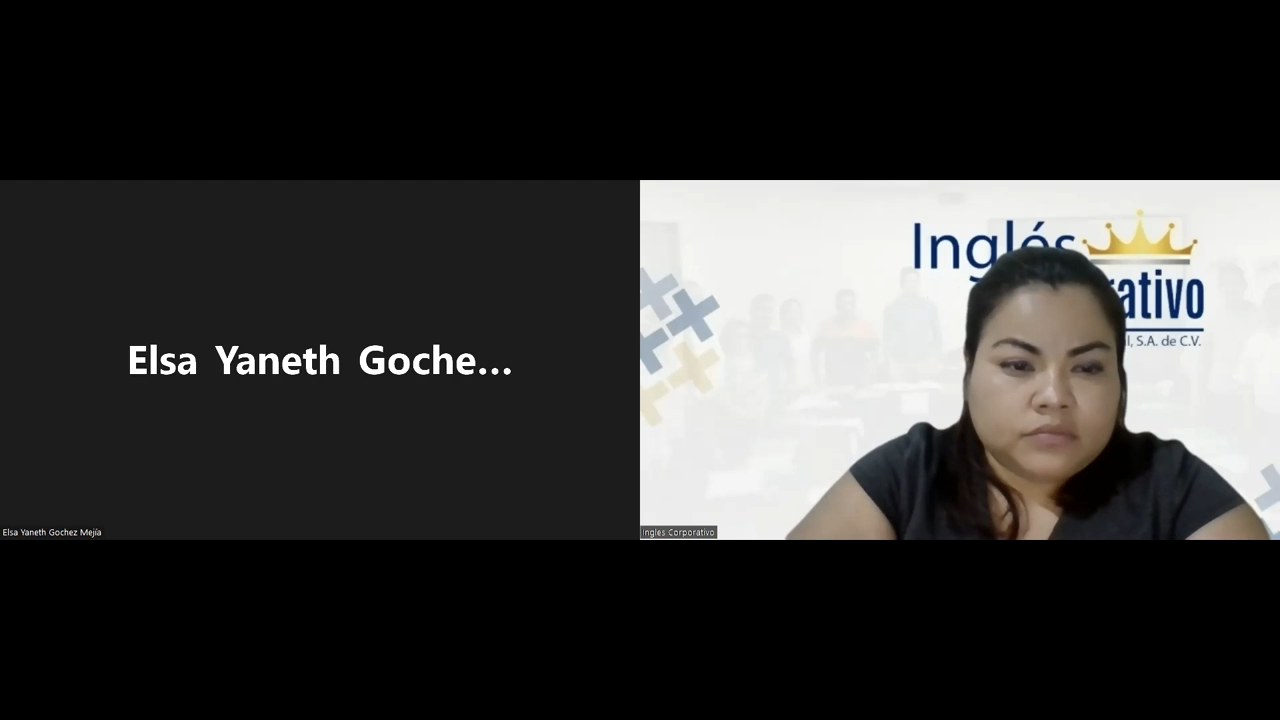 Elsa Yaneth Goche...
Elsa Yaneth Gochez Mejía
Inglés
rativo
l, S.A. de C.V.
Ingles Corporativo